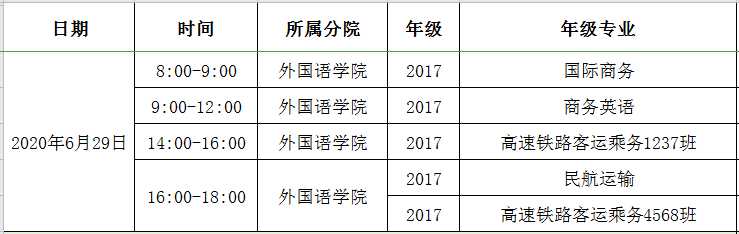 日期 时间 所属分院 年级 年级专业
8:00-9:00 外国语学院 2017 国际商务
9:00-12:00 外国语学院 2017 商务英语
2020年6月29日 14:00-16:00 外国语学院 2017 高速铁路客运乘务1237班
16:00-18:00 外国语学院 2017 民航运输
2017 高速铁路客运乘务4568班